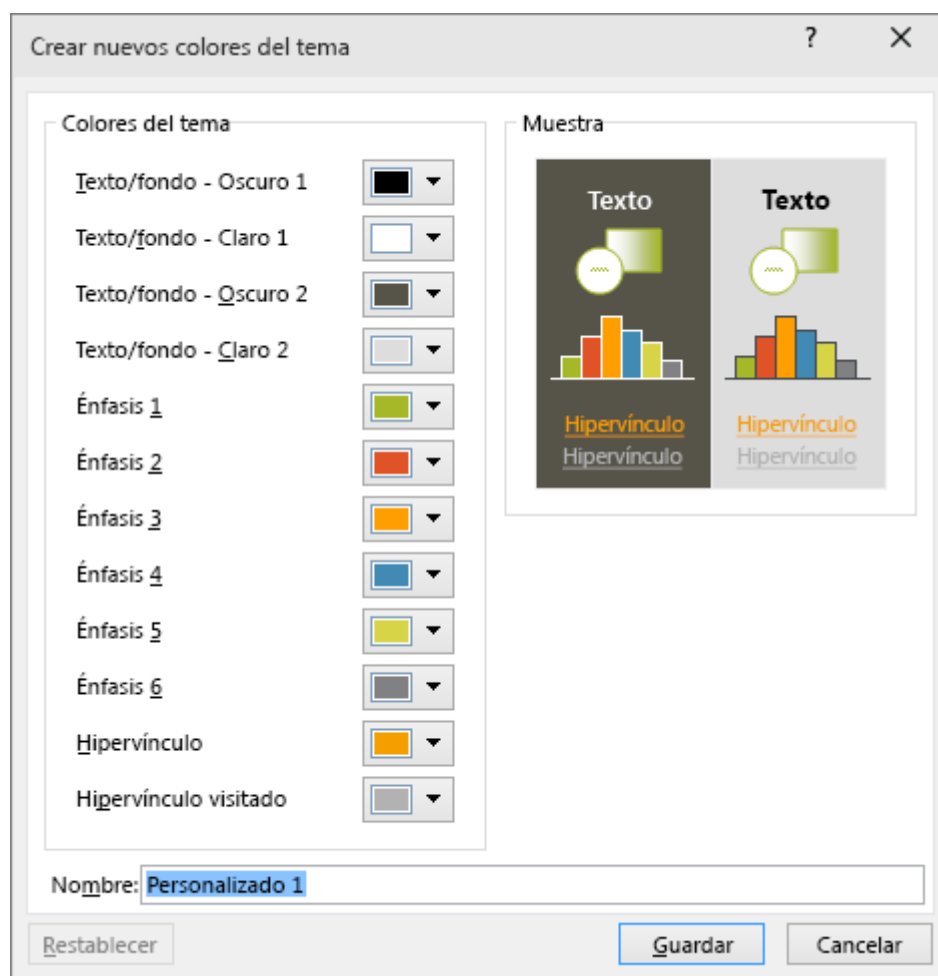 Crear nuevos colores del tema
?
Colores del tema
Texto/fondo - Oscuro 1
Texto/fondo - Claro 1
Texto/fondo - Oscuro 2
Texto/fondo - Claro 2
Énfasis 1
Énfasis 2
Énfasis 3
Énfasis 4
Énfasis 5
Énfasis 6
Hipervínculo
Hipervínculo visitado
Muestra
Texto
Hipervínculo
Hipervínculo
Texto
Hipervínculo
Hipervínculo
Nombre: Personalizado 1
Restablecer Guardar Cancelar